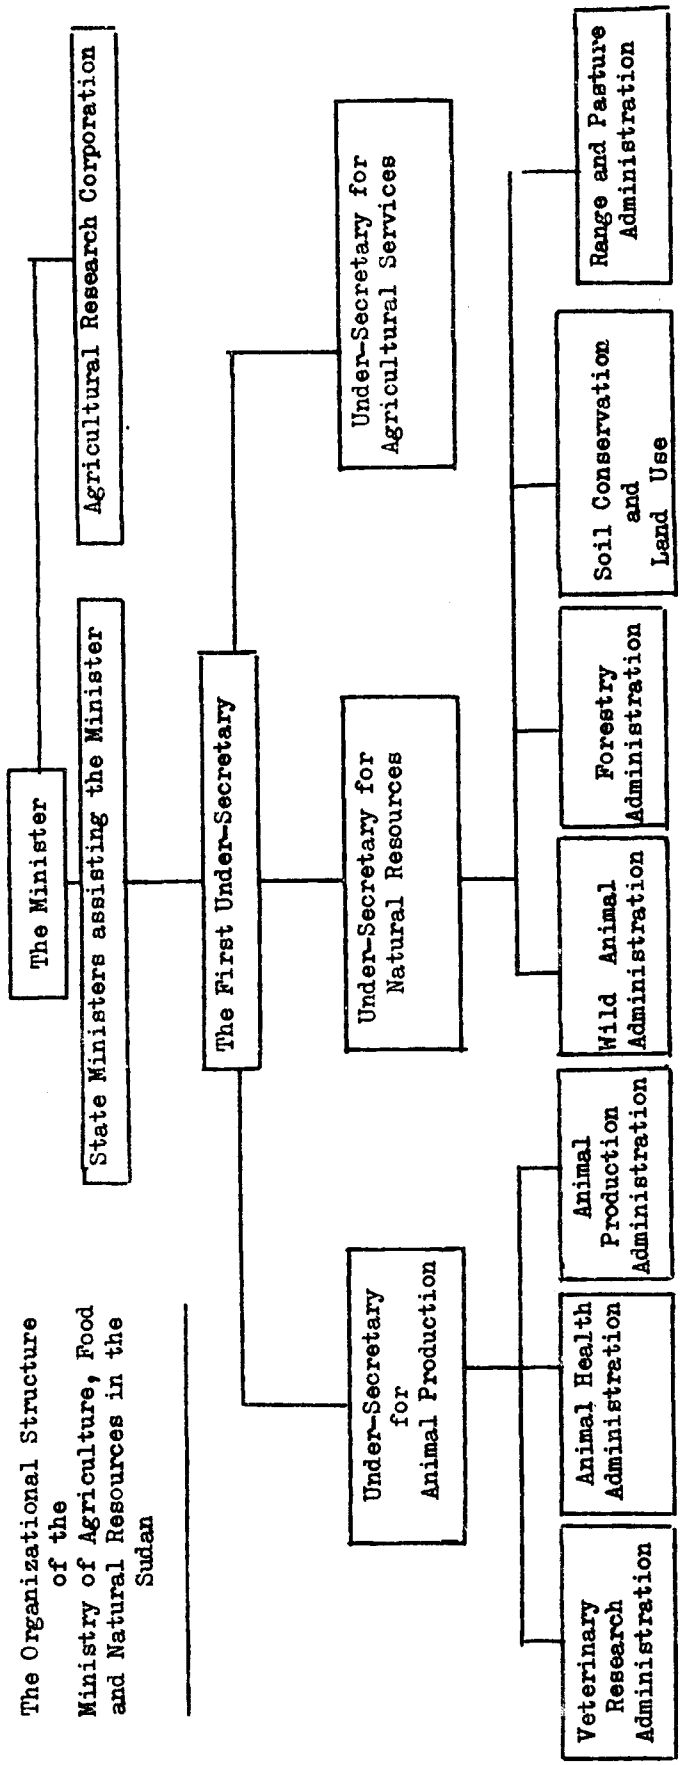 The Organizational Structure
of the
Ministry of Agriculture, Food
and Natural Resources in the
Sudan
The Minister
Agricultural Research Corporation
State Ministers assisting the Minister
The First Under-Secretary
Under-Secretary
for
Animal Production
Under-Secretary for
Natural Resources
Under-Secretary for
Agricultural Services
Veterinary
Research
Administration
Animal Health
Administration
Animal
Production
Administration
Wild Animal
Administration
Forestry
Administration
Soil Conservation
and
Land Use
Range and Pasture
Administration